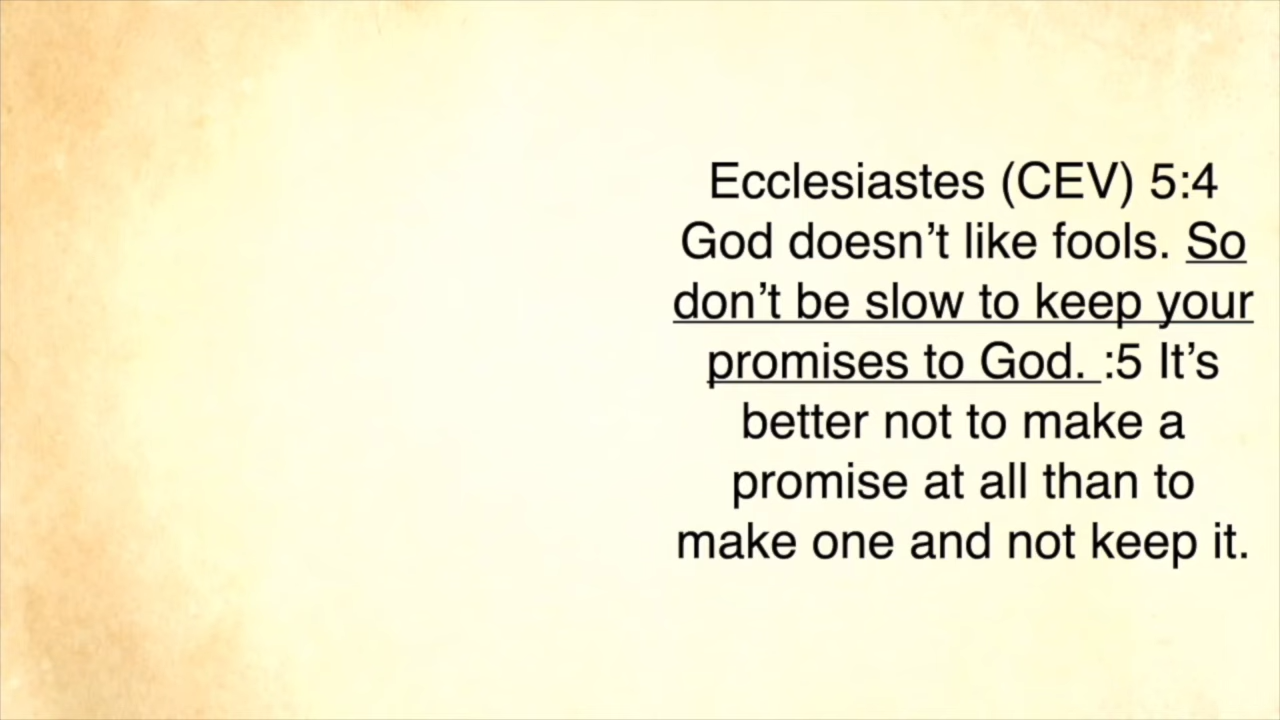 Ecclesiastes (CEV) 5:4
God doesn’t like fools. So
don’t be slow to keep your
promises to God. :5 It’s
better not to make a
promise at all than to
make one and not keep it.